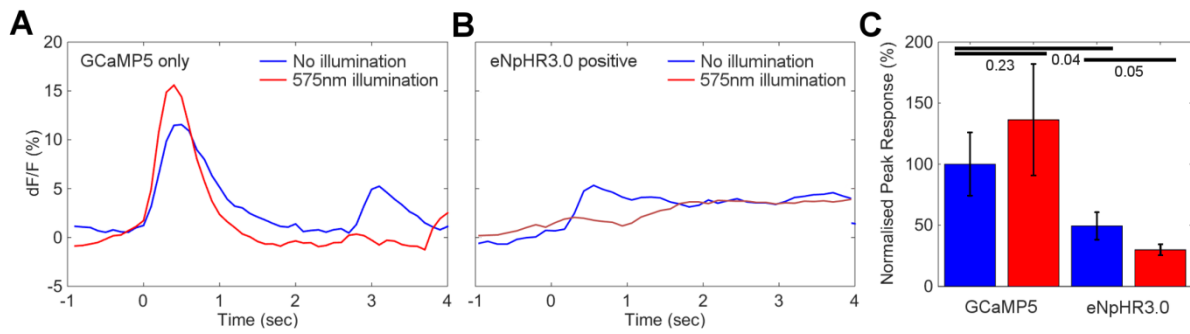 A
GCaMP5 only
No illumination
575nm illumination
dF/F (%)
20
15
10
5
0
-5
-1
0
1
2
3
4
Time (sec)
B
eNpHR3.0 positive
No illumination
575nm illumination
-1
0
1
2
3
4
Time (sec)
C
Normalised Peak Response (%)
200
150
100
50
0
0.23
0.04
0.05
GCaMP5
eNpHR3.0